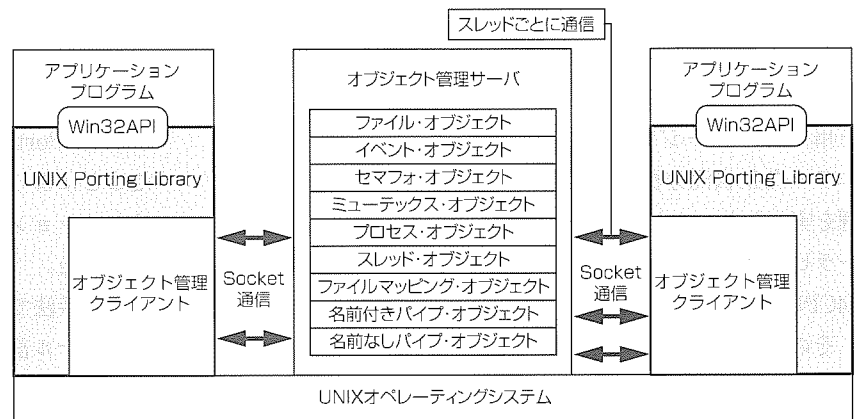 スレッドごとに通信
アプリケーション
プログラム
Win32API
UNIX Porting Library
オブジェクト管理
クライアント
Socket
通信
オブジェクト管理サーバ
ファイル・オブジェクト
イベント・オブジェクト
セマフォ・オブジェクト
ミューテックス・オブジェクト
プロセス・オブジェクト
スレッド・オブジェクト
ファイルマッピング・オブジェクト
名前付きパイプ・オブジェクト
名前なしパイプ・オブジェクト
Socket
通信
アプリケーション
プログラム
Win32API
UNIX Porting Library
オブジェクト管理
クライアント
UNIXオペレーティングシステム